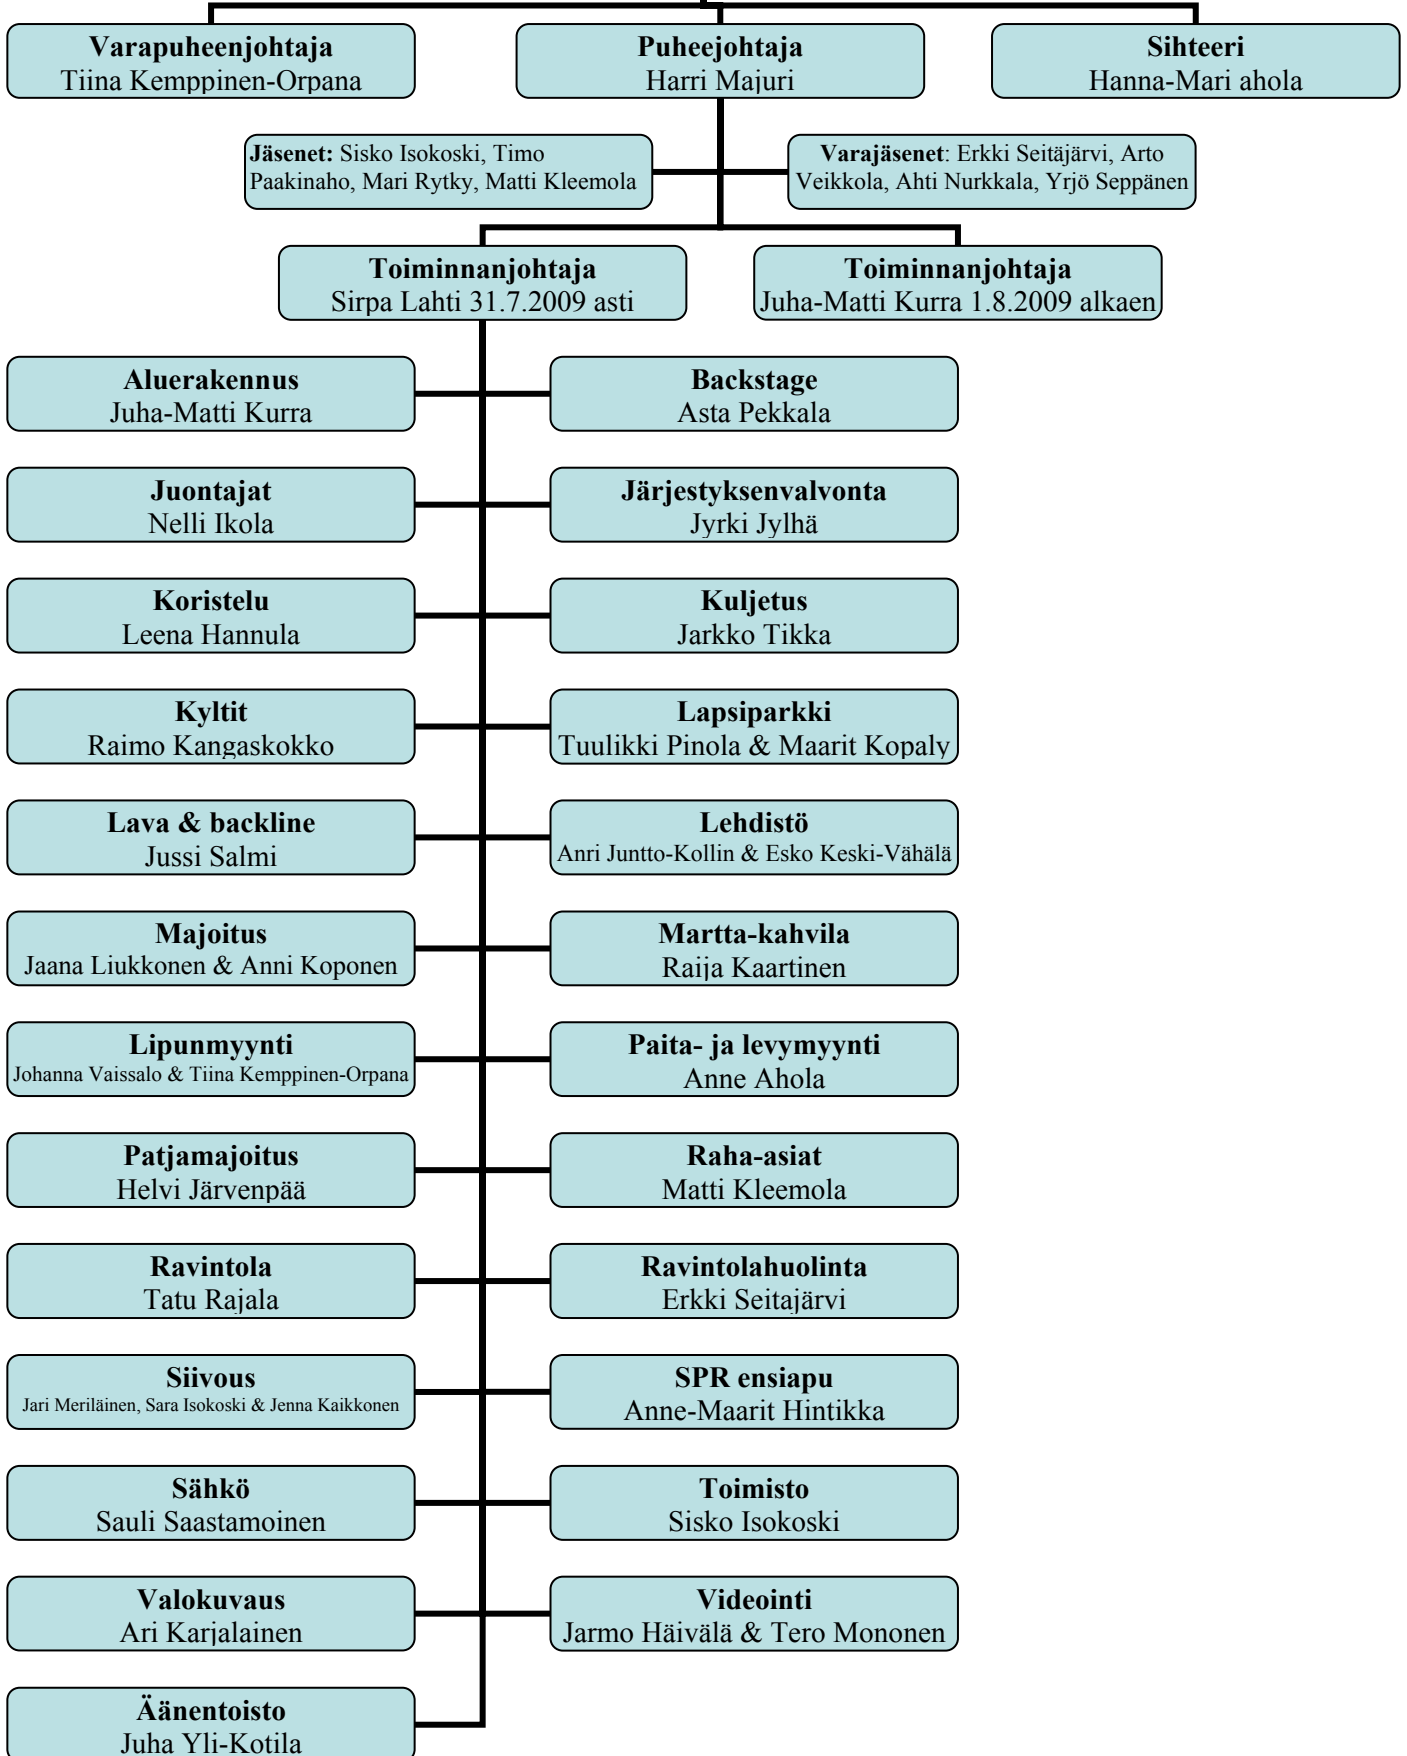 Varapuheenjohtaja
Tiina Kemppinen-Orpana
Puheejohtaja
Harri Majuri
Sihteeri
Hanna-Mari ahola
Jäsenet: Sisko Isokoski, Timo
Paakinaho, Mari Rytky, Matti Kleemola
Varajäsenet: Erkki Seitäjärvi, Arto
Veikkola, Ahti Nurkkala, Yrjö Seppänen
Toiminnanjohtaja
Sirpa Lahti 31.7.2009 asti
Toiminnanjohtaja
Juha-Matti Kurra 1.8.2009 alkaen
Aluerakennus
Juha-Matti Kurra
Backstage
Asta Pekkala
Juontajat
Nelli Ikola
Järjestyksenvalvonta
Jyrki Jylhä
Koristelu
Leena Hannula
Kuljetus
Jarkko Tikka
Kyltit
Raimo Kangaskokko
Lapsiparkki
Tuulikki Pinola & Maarit Kopaly
Lava & backline
Jussi Salmi
Lehdistö
Anri Juntto-Kollin & Esko Keski-Vähälä
Majoitus
Jaana Liukkonen & Anni Koponen
Martta-kahvila
Raija Kaartinen
Lipunmyynti
Johanna Vaissalo & Tiina Kemppinen-Orpana
Paita- ja levymyynti
Anne Ahola
Patjamajoitus
Helvi Järvenpää
Raha-asiat
Matti Kleemola
Ravintola
Tatu Rajala
Ravintolahuolinta
Erkki Seitajärvi
Siivous
Jari Meriläinen, Sara Isokoski & Jenna Kaikkonen
SPR ensiapu
Anne-Maarit Hintikka
Sähkö
Sauli Saastamoinen
Toimisto
Sisko Isokoski
Valokuvaus
Ari Karjalainen
Videointi
Jarmo Häivälä & Tero Mononen
Äänentoisto
Juha Yli-Kotila